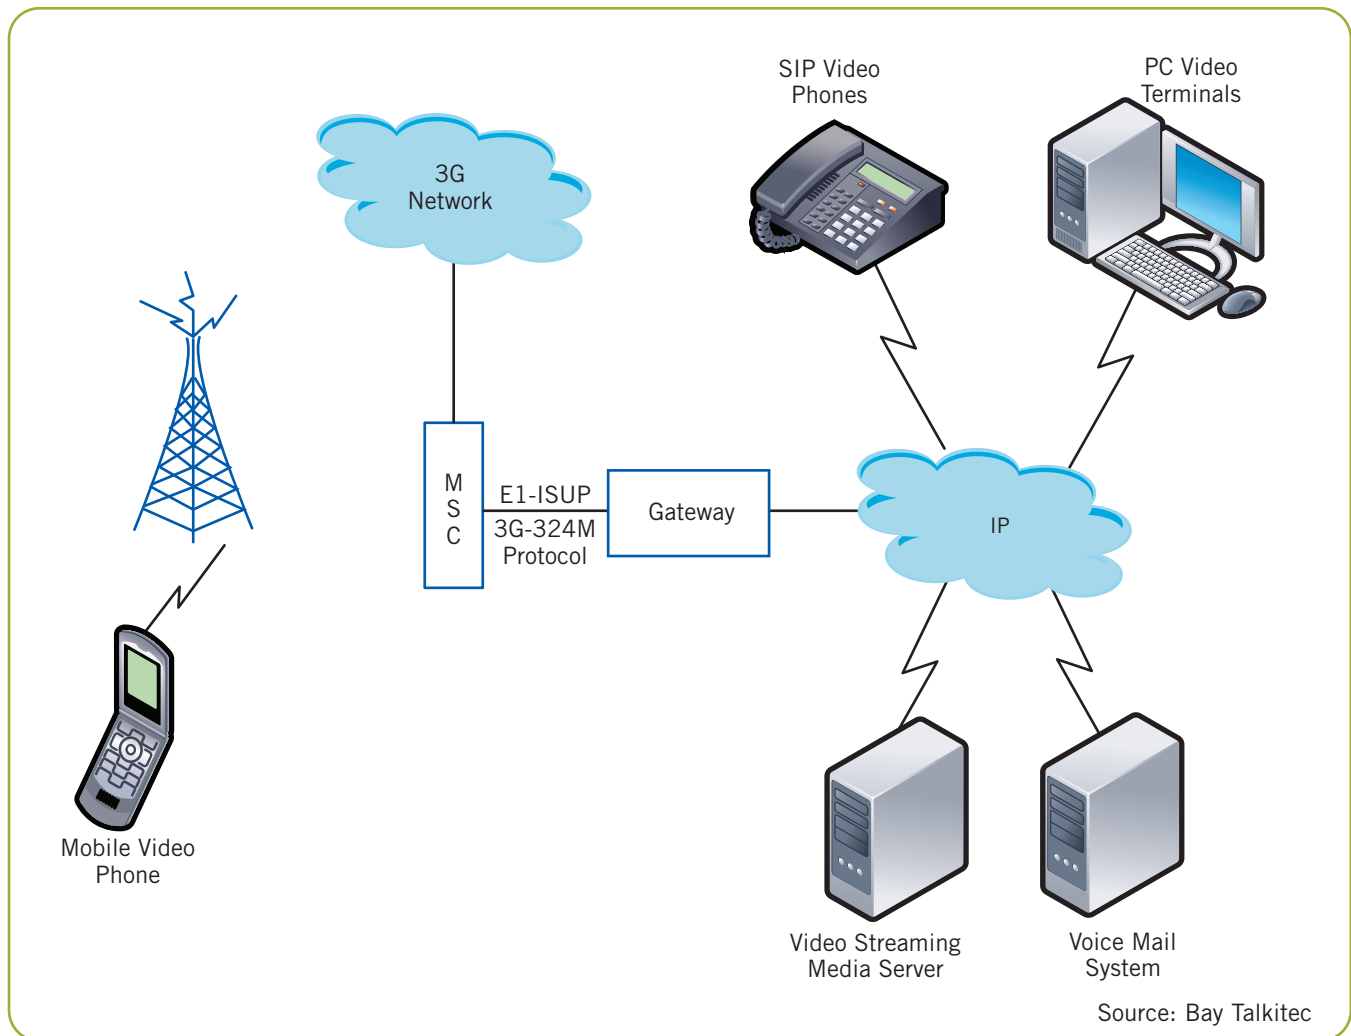 SIP Video
Phones
PC Video
Terminals
3G
Network
M
S
C
E1-ISUP
3G-324M
Protocol
Gateway
IP
Mobile Video
Phone
Video Streaming
Media Server
Voice Mail
System
Source: Bay Talkitec